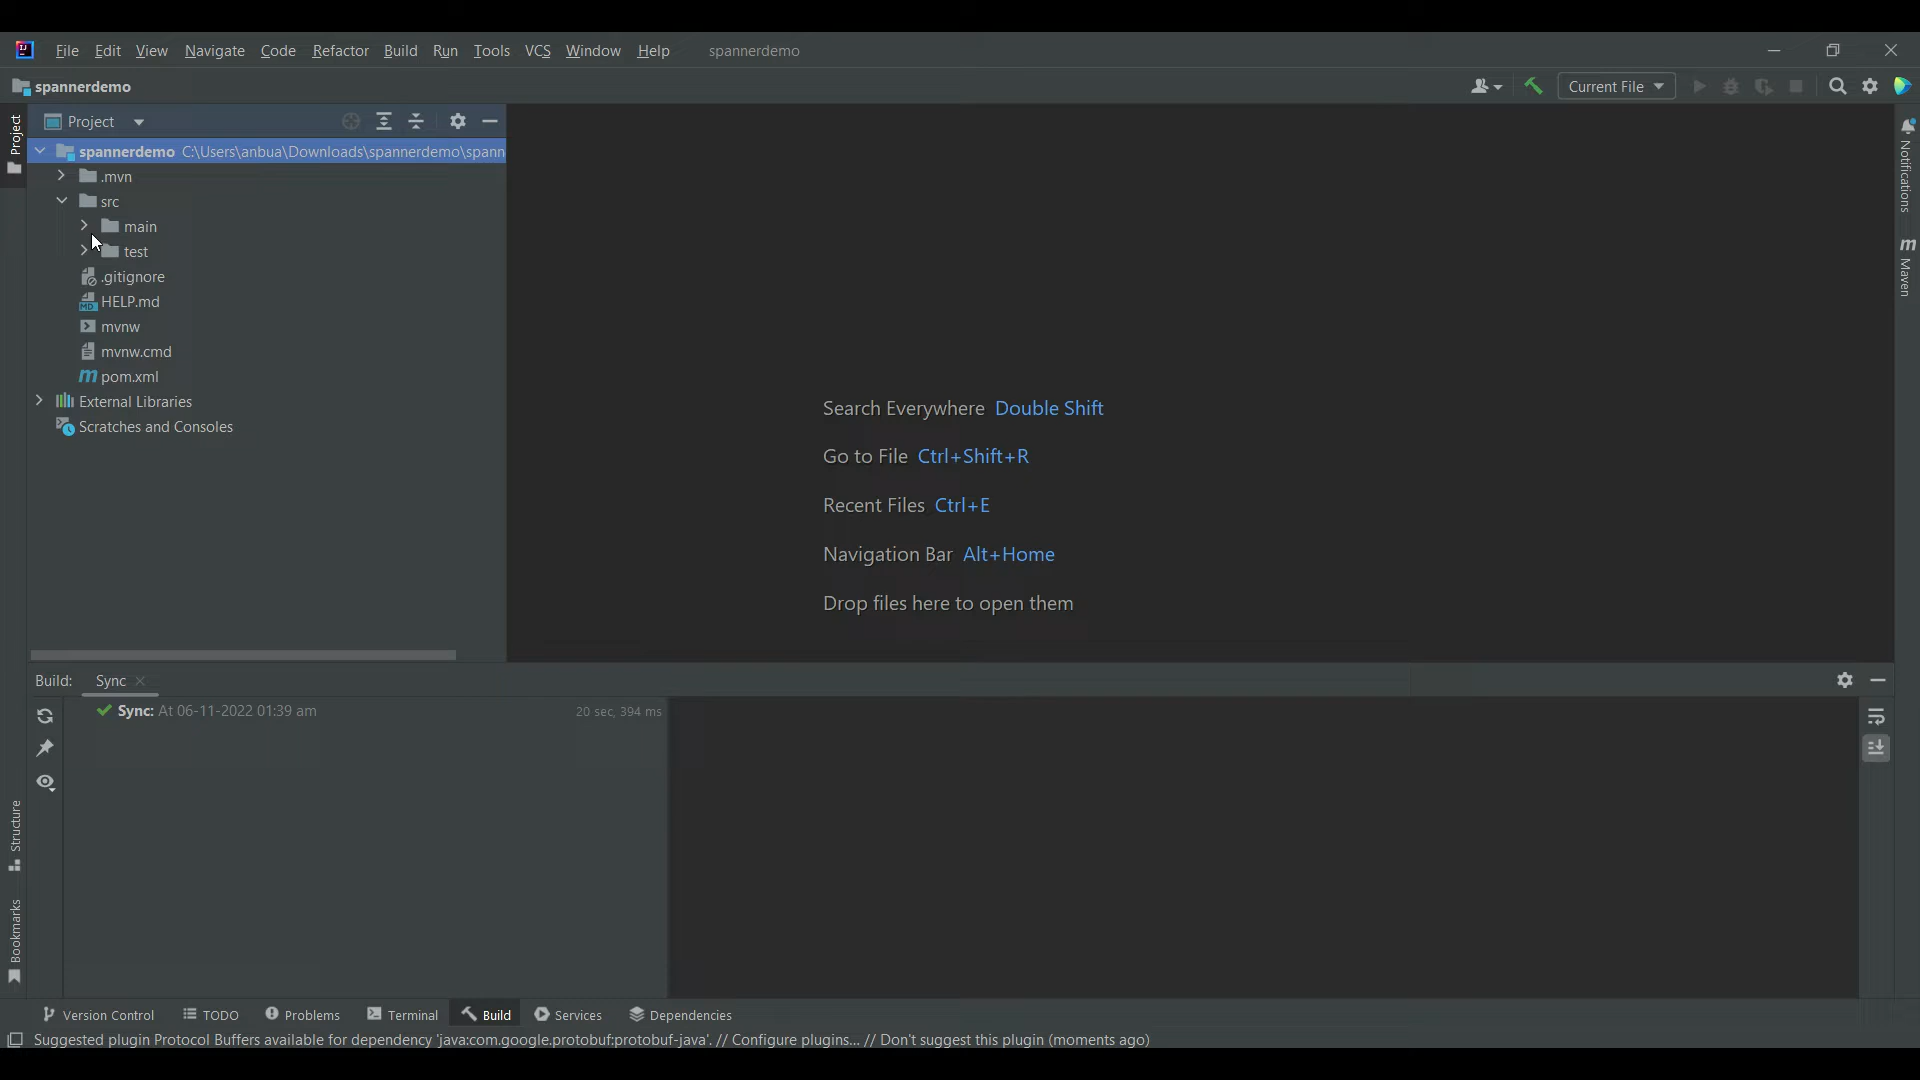 File Edit View Navigate Code Refactor Build Run Tools VCS Window Help spannerdemo
spannerdemo
Current File
Project
Project
spannerdemo C:\Users\anbua\Downloads\spannerdemo\spann
.mvn
src
main
test
.gitignore
HELP.md
mvnw
mvnw.cmd
pom.xml
External Libraries
Scratches and Consoles
Search Everywhere Double Shift
Go to File Ctrl+Shift+R
Recent Files Ctrl+E
Navigation Bar Alt+Home
Drop files here to open them
Notifications
Maven
Build: Sync
Sync: At 06-11-2022 01:39 am 20 sec, 394 ms
Structure
Bookmarks
Version Control TODO Problems Terminal Build Services Dependencies
Suggested plugin Protocol Buffers available for dependency 'java:com.google.protobuf:protobuf-java'. // Configure plugins... // Don't suggest this plugin (moments ago)